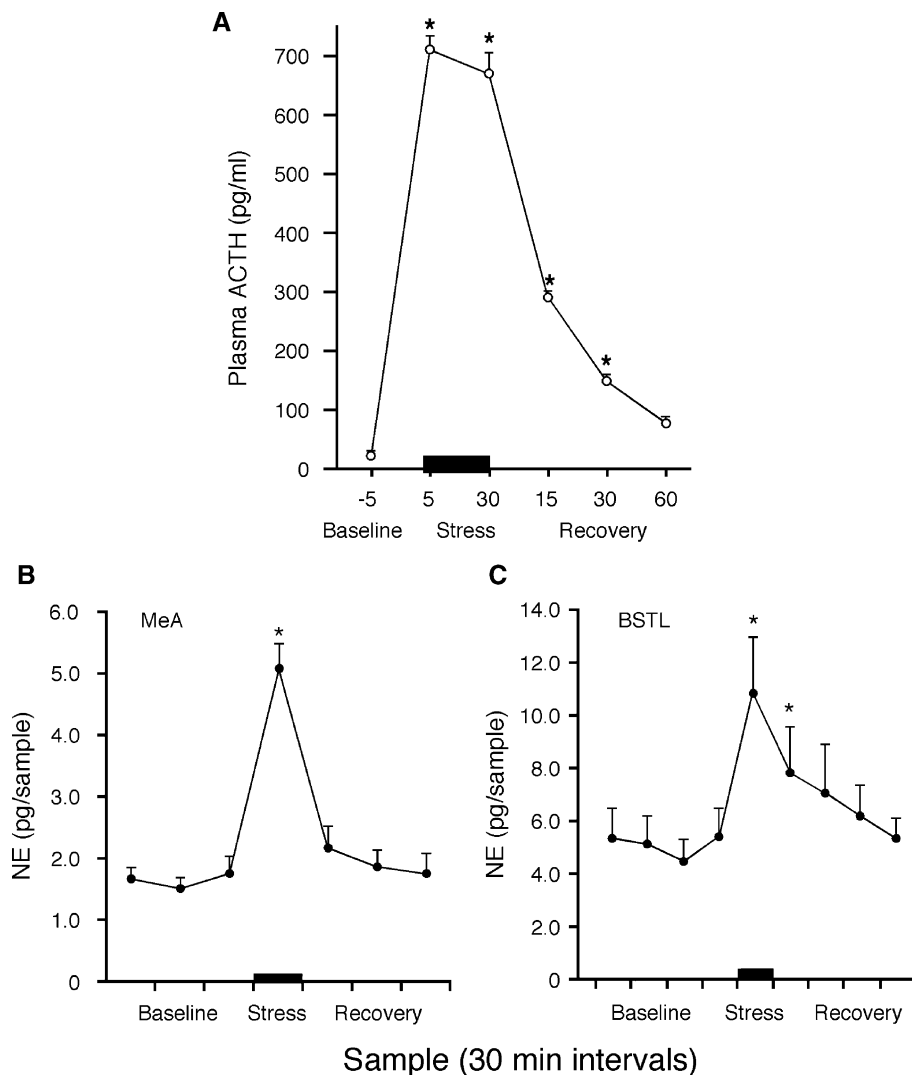 A
*
*
700
600
500
400
300
200
100
0
*
*
Plasma ACTH (pg/ml)
-5 5 30 15 30 60
Baseline Stress Recovery
B
MeA
6.0
5.0
4.0
3.0
2.0
1.0
0
*
NE (pg/sample)
Baseline Stress Recovery
C
BSTL
14.0
12.0
10.0
8.0
6.0
4.0
2.0
0
*
*
NE (pg/sample)
Baseline Stress Recovery
Sample (30 min intervals)